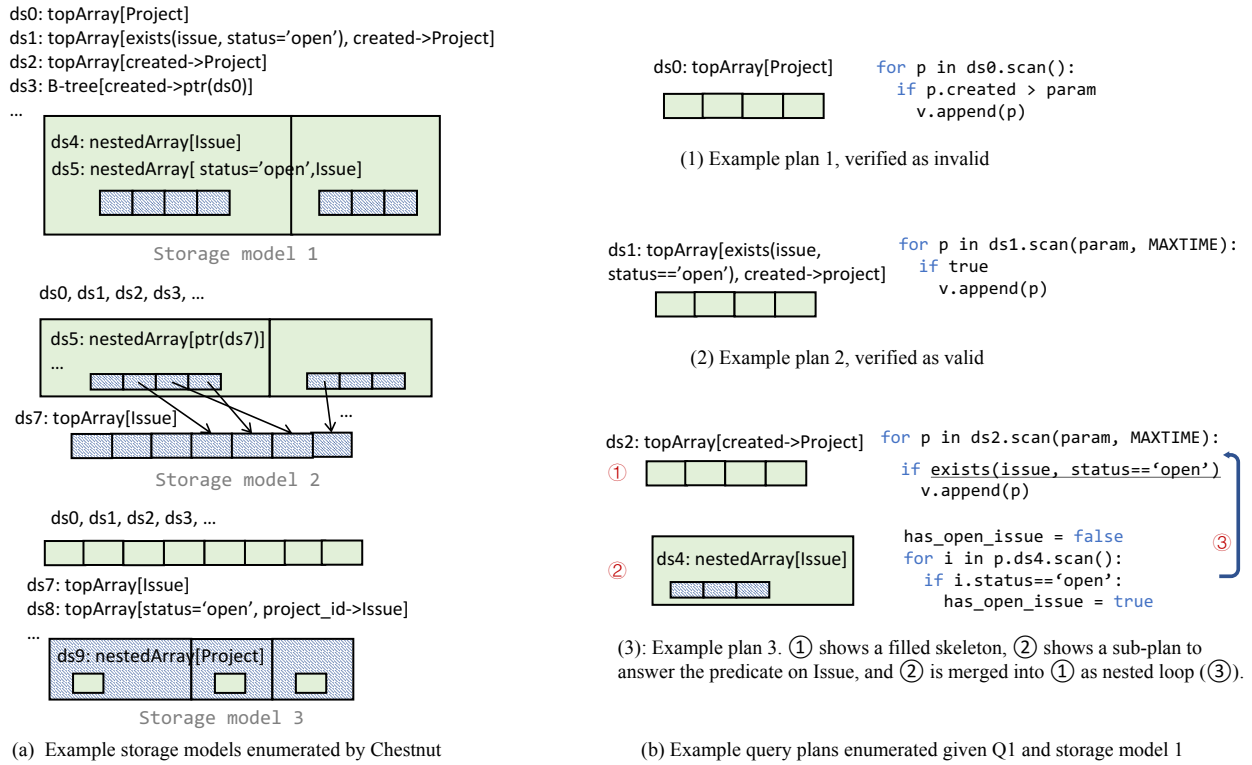 ds0: topArray[Project]
ds1: topArray[exists(issue, status=’open’), created->Project]
ds2: topArray[created->Project]
ds3: B-tree[created->ptr(ds0)]
…
ds4: nestedArray[Issue]
ds5: nestedArray[ status=’open’,Issue]
Storage model 1
ds0, ds1, ds2, ds3, …
ds5: nestedArray[ptr(ds7)]
…
…
ds7: topArray[Issue]
Storage model 2
ds0, ds1, ds2, ds3, …
ds7: topArray[Issue]
ds8: topArray[status=’open’, project_id->Issue]
…
ds9: nestedArray[Project]
Storage model 3
(a) Example storage models enumerated by Chestnut
ds0: topArray[Project]
for p in ds0.scan():
if p.created > param
v.append(p)
(1) Example plan 1, verified as invalid
ds1: topArray[exists(issue,
status==’open’), created->project]
for p in ds1.scan(param, MAXTIME):
if true
v.append(p)
(2) Example plan 2, verified as valid
ds2: topArray[created->Project]
①
for p in ds2.scan(param, MAXTIME):
if exists(issue, status==‘open’)
v.append(p)
②
ds4: nestedArray[Issue]
has_open_issue = false
for i in p.ds4.scan():
if i.status==‘open’:
has_open_issue = true
③
(3): Example plan 3. ① shows a filled skeleton, ② shows a sub-plan to
answer the predicate on Issue, and ② is merged into ① as nested loop (③).
(b) Example query plans enumerated given Q1 and storage model 1